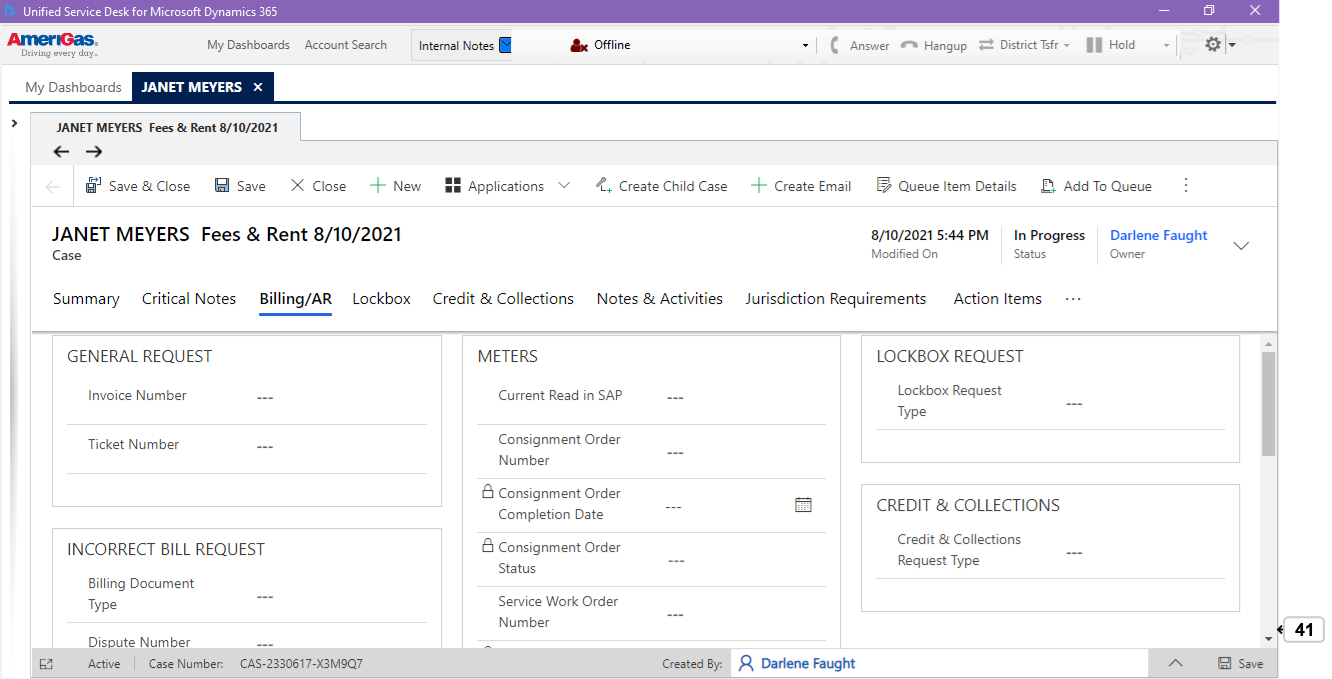 Unified Service Desk for Microsoft Dynamics 365
AmeriGas
Driving every day...
My Dashboards Account Search Internal Notes Offline Answer Hangup District Tsfr Hold
My Dashboards JANET MEYERS
JANET MEYERS Fees & Rent 8/10/2021
Save & Close Save Close New Applications Create Child Case Create Email Queue Item Details Add To Queue
JANET MEYERS Fees & Rent 8/10/2021
Case
8/10/2021 5:44 PM In Progress Darlene Faught
Modified On Status Owner
Summary Critical Notes Billing/AR Lockbox Credit & Collections Notes & Activities Jurisdiction Requirements Action Items ...
GENERAL REQUEST
Invoice Number ---
Ticket Number ---
INCORRECT BILL REQUEST
Billing Document
Type ---
Dispute Number ---
METERS
Current Read in SAP ---
Consignment Order
Number ---
Consignment Order
Completion Date ---
Consignment Order
Status ---
Service Work Order
Number ---
LOCKBOX REQUEST
Lockbox Request
Type ---
CREDIT & COLLECTIONS
Credit & Collections
Request Type ---
41
Active Case Number: CAS-2330617-X3M9Q7 Created By: Darlene Faught Save